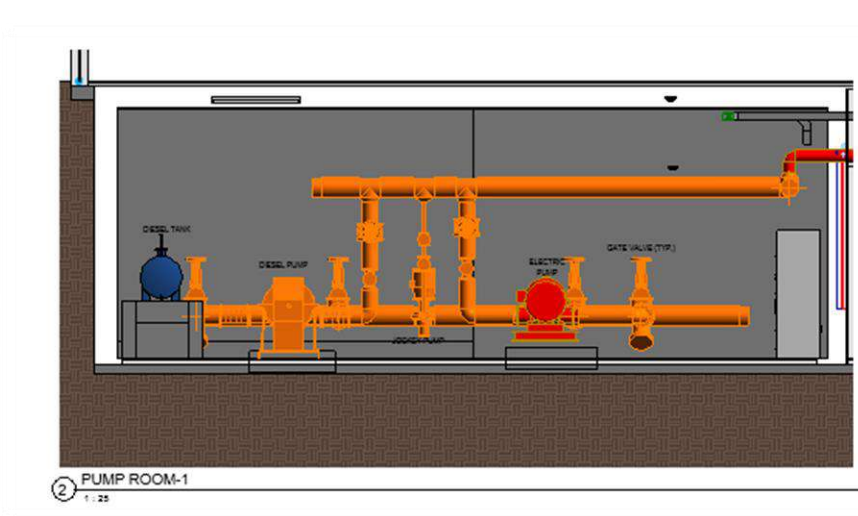 DIESEL TANK
DIESEL PUMP
ELECTRIC
PUMP
GATE VALVE (TYP.)
JOCKEY PUMP
2
PUMP ROOM-1
1 : 25